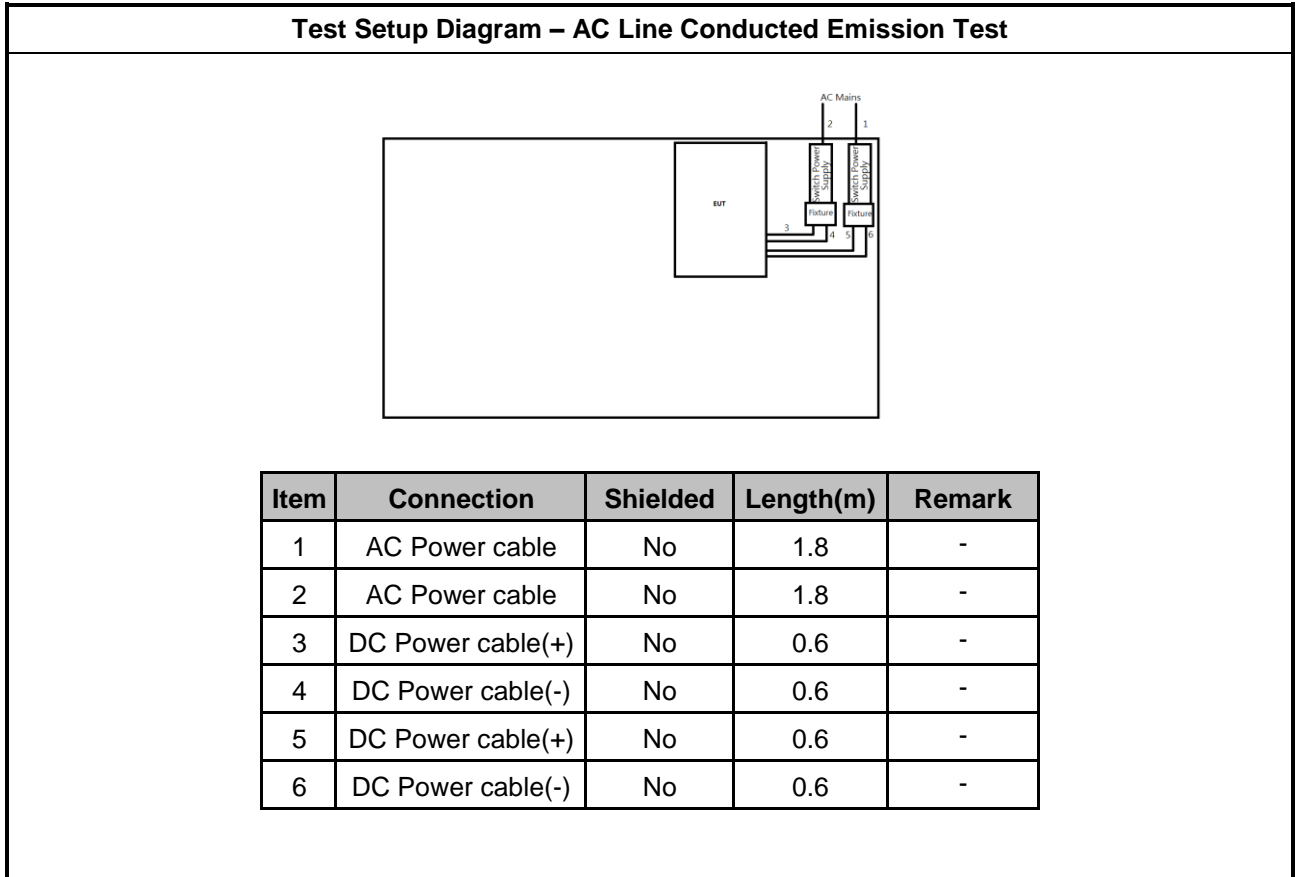 Test Setup Diagram – AC Line Conducted Emission Test
AC Mains
2 1
Switch Power Supply
Switch Power Supply
EUT
Fixture Fixture
3 4 5 6
Item Connection Shielded Length(m) Remark
1 AC Power cable No 1.8 -
2 AC Power cable No 1.8 -
3 DC Power cable(+) No 0.6 -
4 DC Power cable(-) No 0.6 -
5 DC Power cable(+) No 0.6 -
6 DC Power cable(-) No 0.6 -